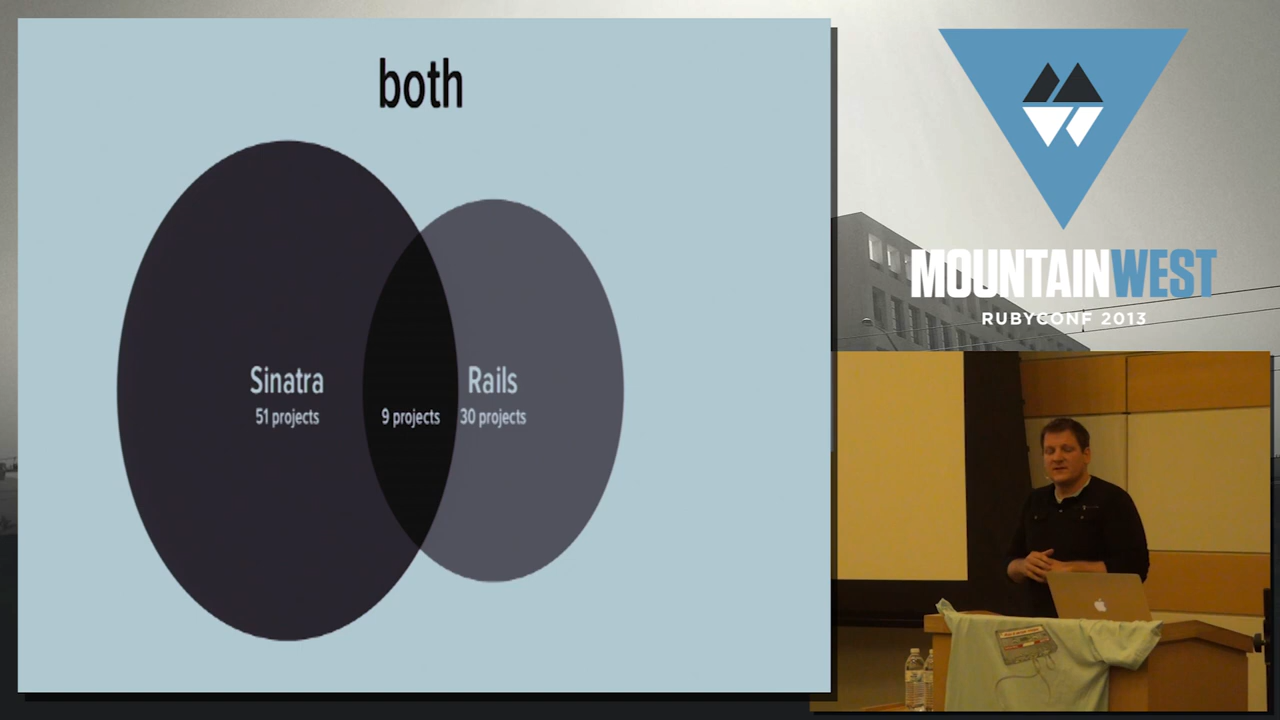 both
Sinatra
51 projects
9 projects
Rails
30 projects
MOUNTAINWEST
RUBYCONF 2013